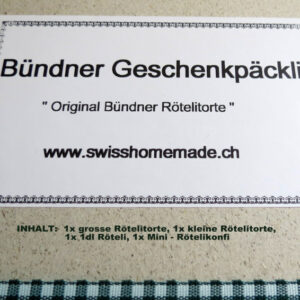 Bündner Geschenkpäckli
" Original Bündner Rötelitorte "
www.swisshomemade.ch
INHALT:- 1x grosse Rötelitorte, 1x kleine Rötelitorte,
1x 1dl Röteli, 1x Mini - Rötelikonfi